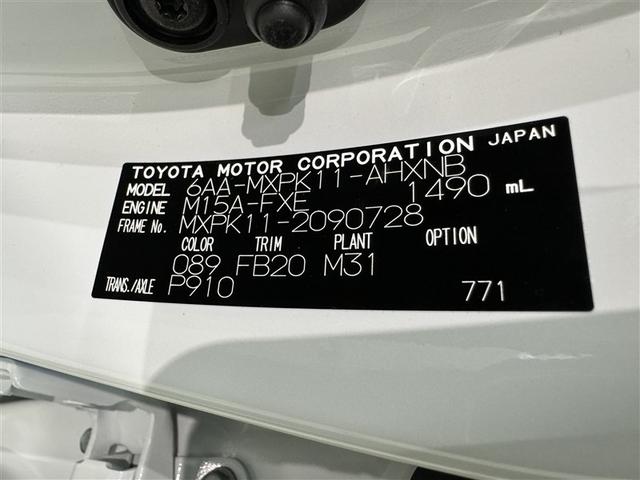 TOYOTA MOTOR CORPORATION JAPAN
MODEL 6AA-MXPK11-AHXNB
ENGINE M15A-FXE 1490 mL
FRAME No. MXPK11-2090728
COLOR TRIM PLANT OPTION
089 FB20 M31
TRANS./AXLE P910 771